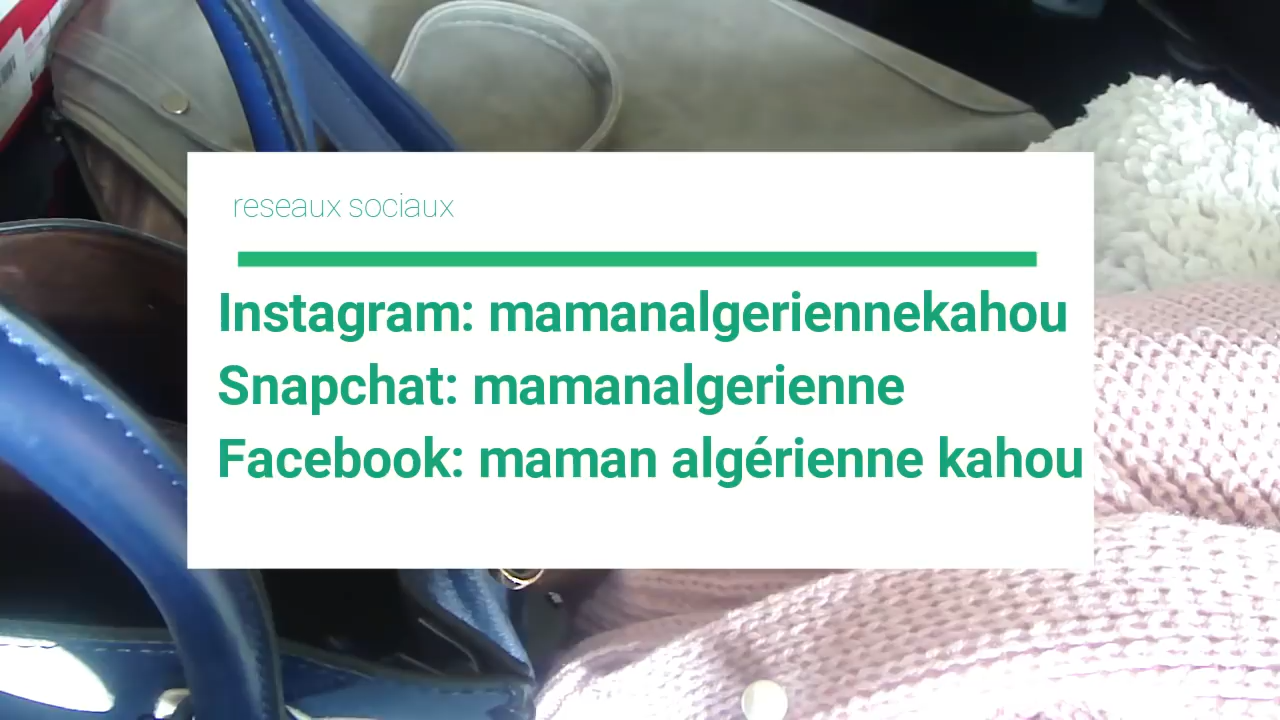 reseaux sociaux
Instagram: mamanalgeriennekahou
Snapchat: mamanalgerienne
Facebook: maman algérienne kahou